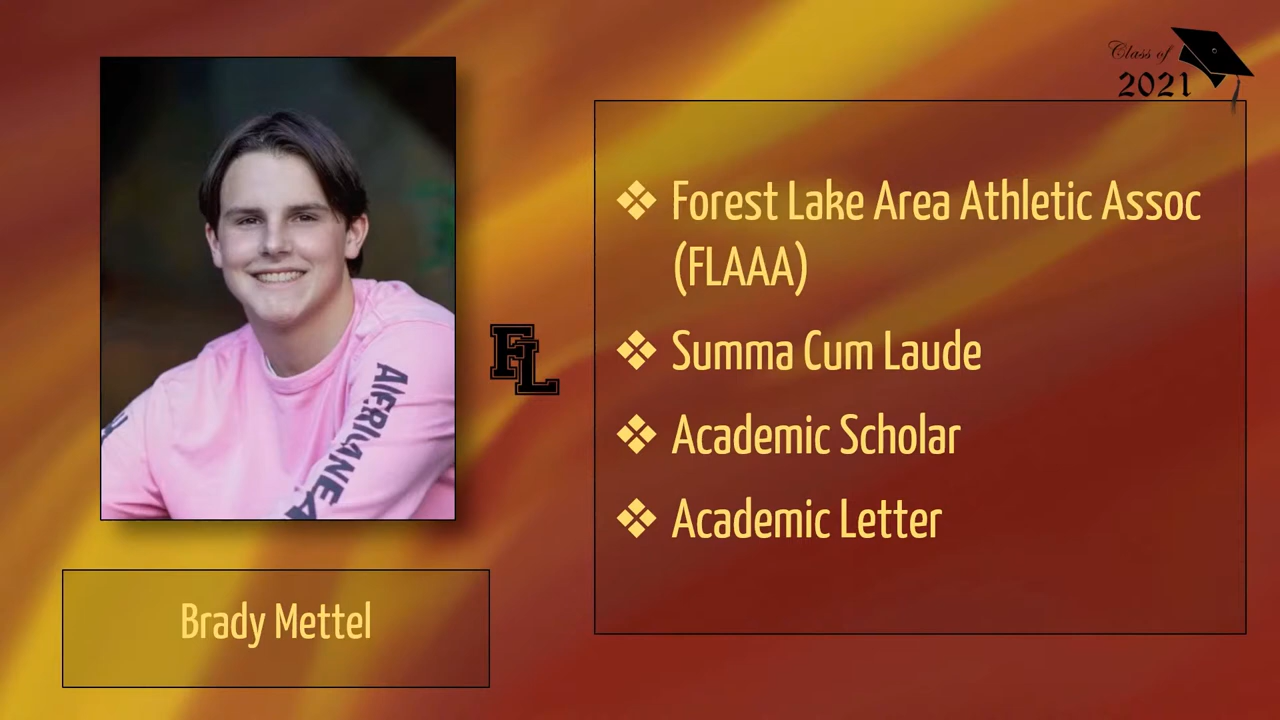 Class of
2021
❖ Forest Lake Area Athletic Assoc
(FLAAA)
❖ Summa Cum Laude
❖ Academic Scholar
❖ Academic Letter
FL
Brady Mettel